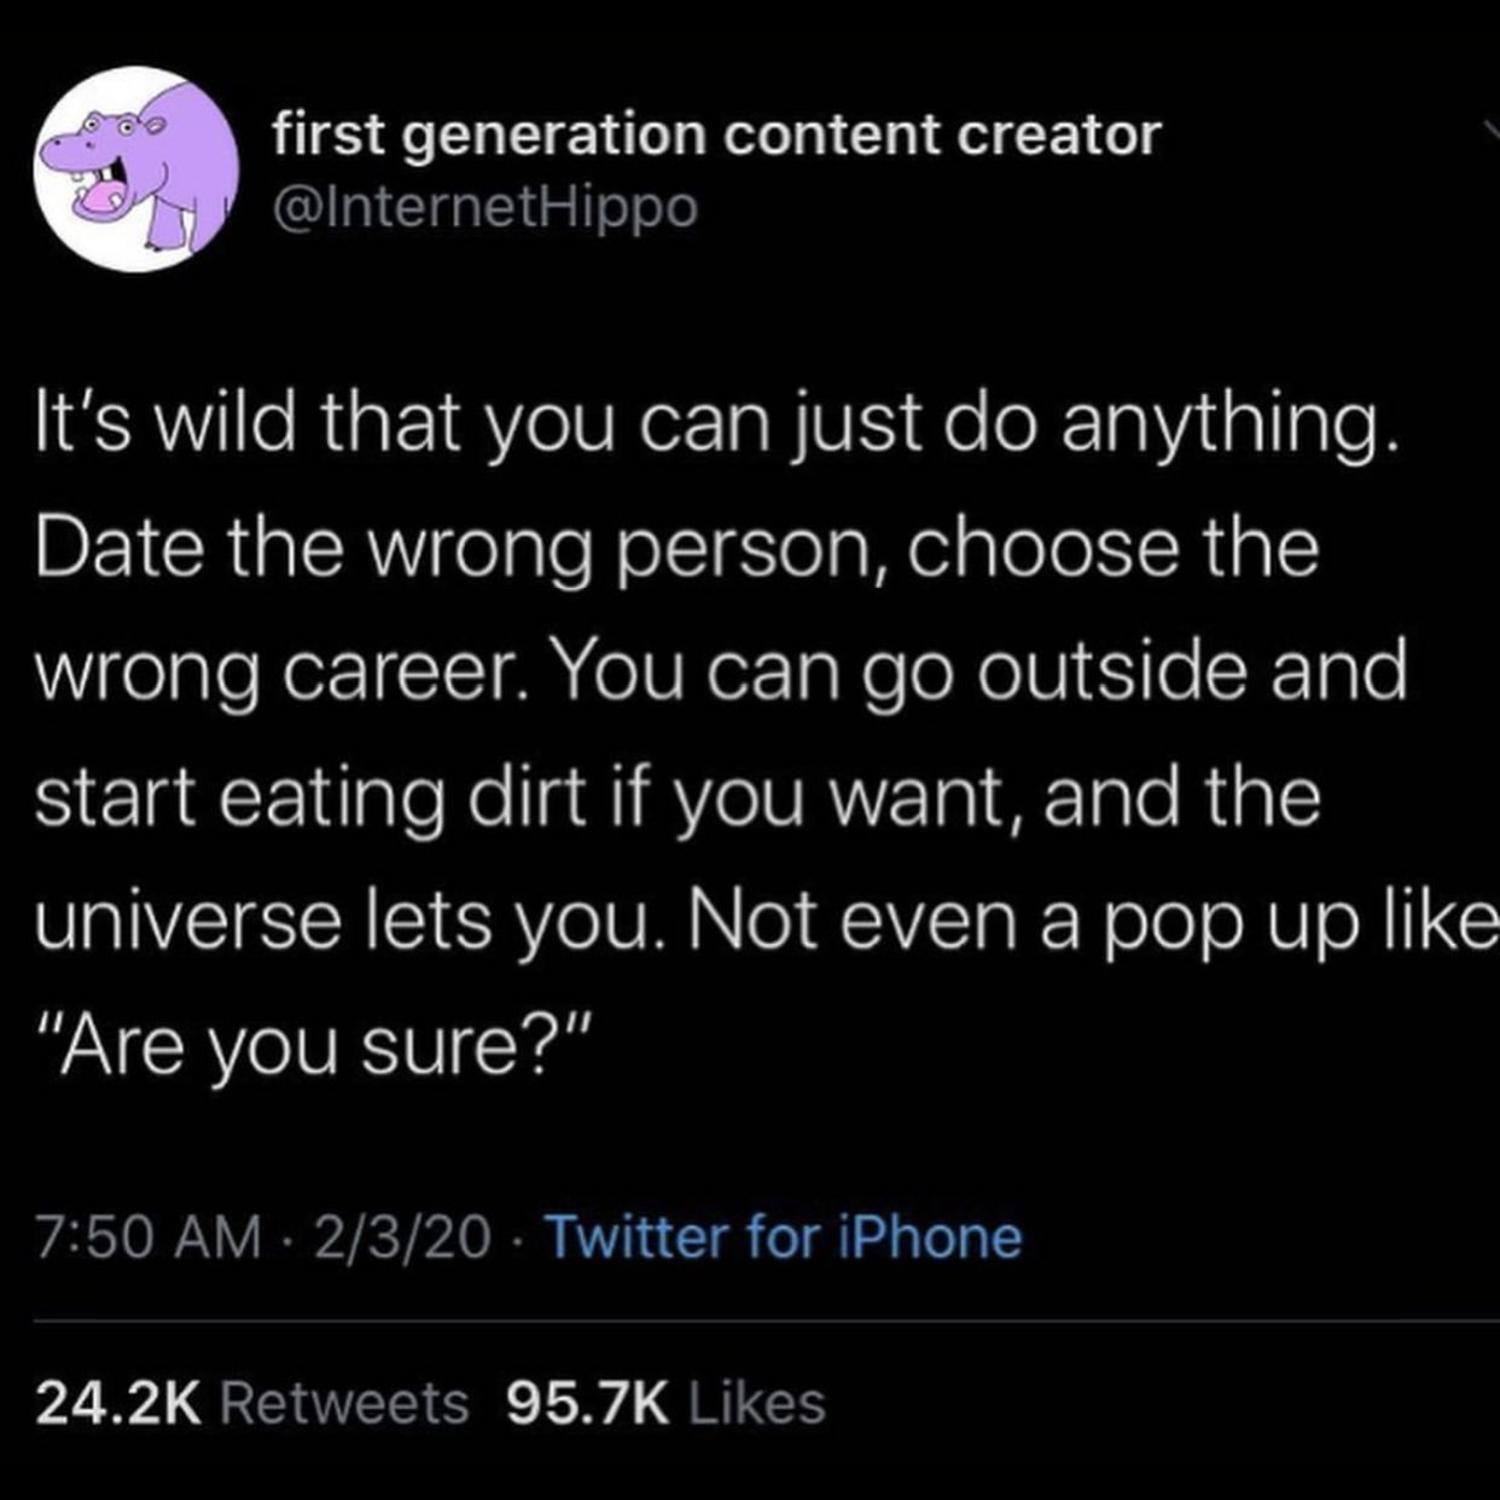 first generation content creator
@InternetHippo
It's wild that you can just do anything.
Date the wrong person, choose the
wrong career. You can go outside and
start eating dirt if you want, and the
universe lets you. Not even a pop up like
"Are you sure?"
7:50 AM · 2/3/20 · Twitter for iPhone
24.2K Retweets 95.7K Likes